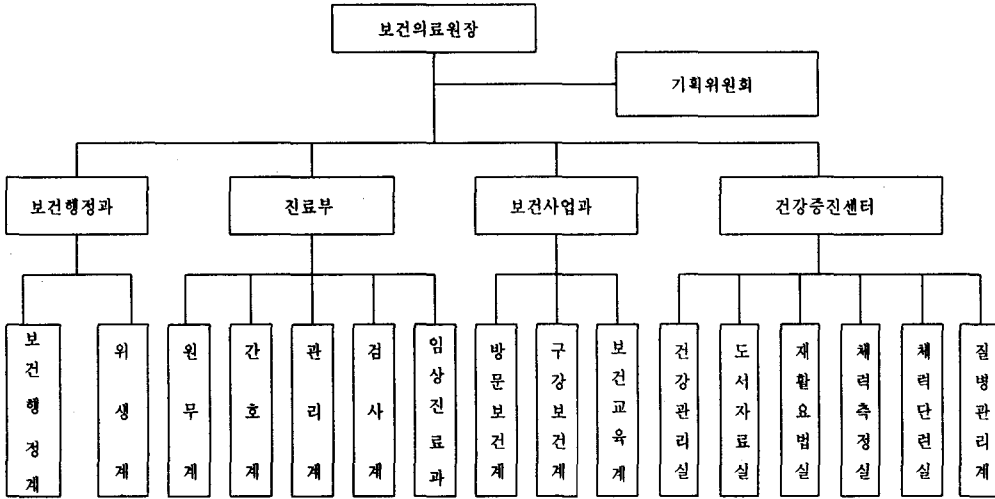 보건의료원장
기획위원회
보건행정과
진료부
보건사업과
건강증진센터
보건행정계
위생계
원무계
간호계
관리계
검사계
임상진료과
방문보건계
구강보건계
보건교육계
건강관리실
도서자료실
재활요법실
체력측정실
체력단련실
질병관리계